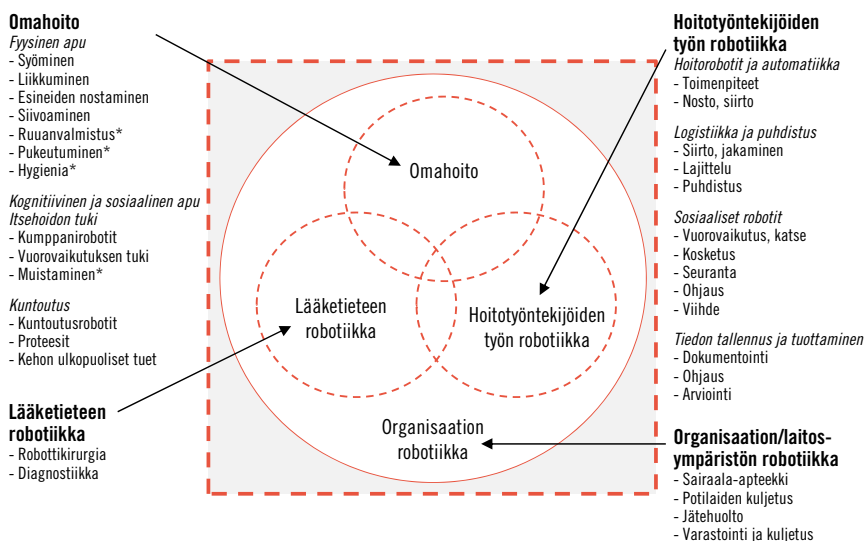 Omahoito
Fyysinen apu
- Syöminen
- Liikkuminen
- Esineiden nostaminen
- Siivoaminen
- Ruuanvalmistus*
- Pukeutuminen*
- Hygienia*
Kognitiivinen ja sosiaalinen apu
Itsehoidon tuki
- Kumppanirobotit
- Vuorovaikutuksen tuki
- Muistaminen*
Kuntoutus
- Kuntoutusrobotit
- Proteesit
- Kehon ulkopuoliset tuet
Lääketieteen
robotiikka
- Robottikirurgia
- Diagnostiikka
Omahoito
Lääketieteen
robotiikka
Hoitotyöntekijöiden
työn robotiikka
Organisaation
robotiikka
Hoitotyöntekijöiden
työn robotiikka
Hoitorobotit ja automatiikka
- Toimenpiteet
- Nosto, siirto
Logistiikka ja puhdistus
- Siirto, jakaminen
- Lajittelu
- Puhdistus
Sosiaaliset robotit
- Vuorovaikutus, katse
- Kosketus
- Seuranta
- Ohjaus
- Viihde
Tiedon tallennus ja tuottaminen
- Dokumentointi
- Ohjaus
- Arviointi
Organisaation/laitos-
ympäristön robotiikka
- Sairaala-apteekki
- Potilaiden kuljetus
- Jätehuolto
- Varastointi ja kuljetus